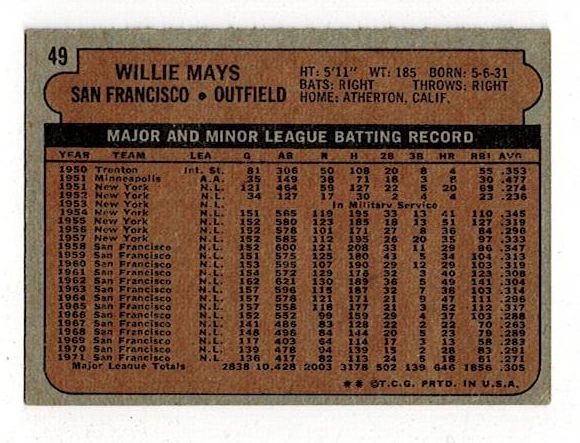 49
WILLIE MAYS
SAN FRANCISCO • OUTFIELD
HT: 5'11" WT: 185 BORN: 5-6-31
BATS: RIGHT THROWS: RIGHT
HOME: ATHERTON, CALIF.
MAJOR AND MINOR LEAGUE BATTING RECORD
YEAR TEAM LEA G AB R H 2B 3B HR RBI AVG.
1950 Trenton Int. St. 81 306 50 108 20 8 4 55 .353
1951 Minneapolis A.A. 35 149 38 71 18 3 8 30 .477
1951 New York N.L. 121 464 59 127 22 5 20 69 .274
1952 New York N.L. 34 127 17 30 2 4 4 23 .236
1953 New York N.L. In Military Service
1954 New York N.L. 151 565 119 195 33 13 41 110 .345
1955 New York N.L. 152 580 123 185 18 13 51 127 .319
1956 New York N.L. 152 578 101 171 27 8 36 84 .296
1957 New York N.L. 152 585 112 195 26 20 35 97 .333
1958 San Francisco N.L. 152 600 121 208 33 11 29 96 .347
1959 San Francisco N.L. 151 575 125 180 43 5 34 104 .313
1960 San Francisco N.L. 153 595 107 190 29 12 29 103 .319
1961 San Francisco N.L. 154 572 129 176 32 3 40 123 .308
1962 San Francisco N.L. 162 621 130 189 36 5 49 141
1963 San Francisco N.L. 157 596 115 187 32 7 38 103 .314
1964 San Francisco N.L. 157 578 121 171 21 9 47 111 .296
1965 San Francisco N.L. 157 558 118 177 21 3 52 112 .317
1966 San Francisco N.L. 152 552 99 159 29 4 37 103 .288
1967 San Francisco N.L. 141 486 83 128 22 2 22 70 .263
1968 San Francisco N.L. 148 498 84 144 20 5 23 79 .289
1969 San Francisco N.L. 117 403 64 114 17 3 13 58 .283
1970 San Francisco N.L. 139 478 94 139 15 2 28 83 .291
1971 San Francisco N.L. 136 417 82 113 24 5 18 61 .271
Major League Totals 2838 10,428 2003 3178 502 139 646 1856 .305
** © T.C.G. PRTD. IN U.S.A.